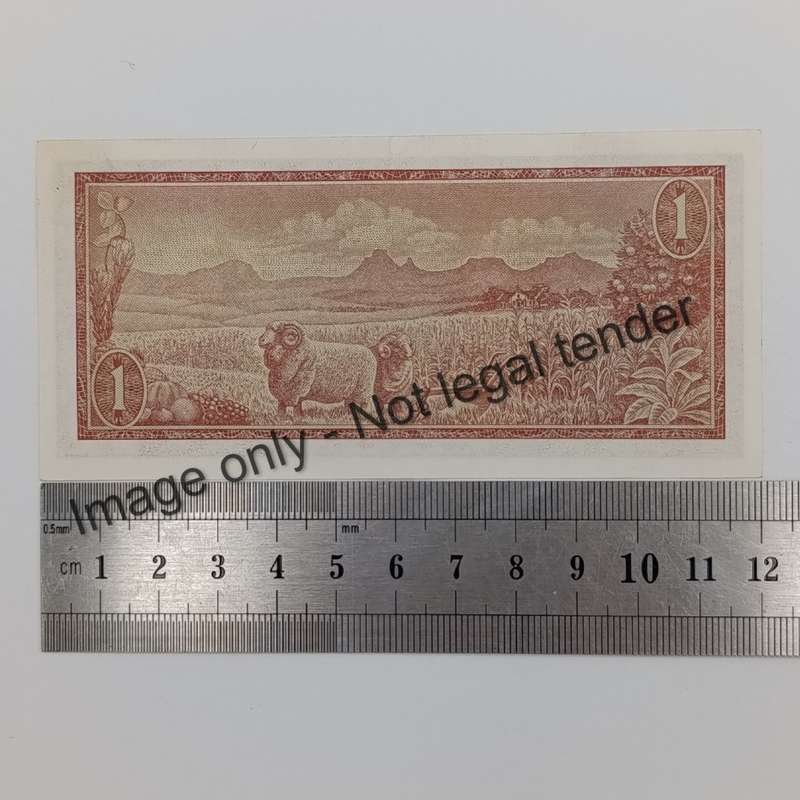 1
1
Image only - Not legal tender
0.5mm
mm
cm 1 2 3 4 5 6 7 8 9 10 11 12